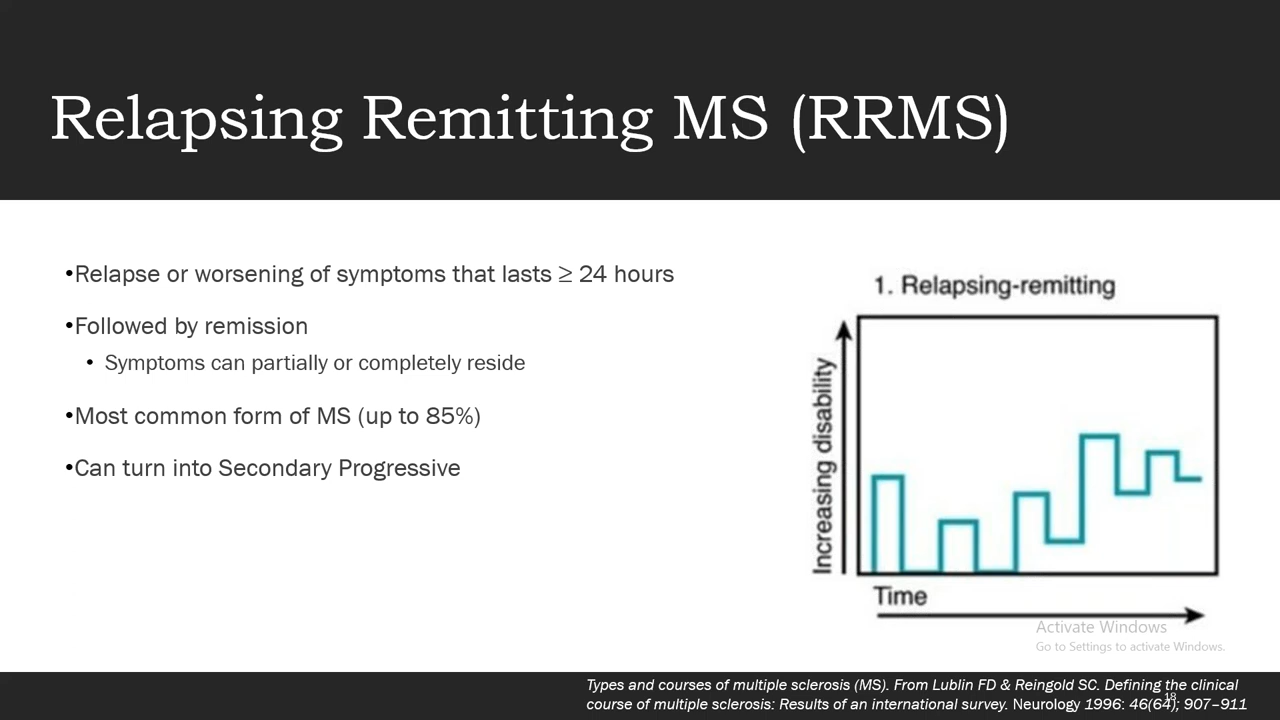 Relapsing Remitting MS (RRMS)
•Relapse or worsening of symptoms that lasts ≥ 24 hours
•Followed by remission
• Symptoms can partially or completely reside
•Most common form of MS (up to 85%)
•Can turn into Secondary Progressive
1. Relapsing-remitting
Increasing disability
Time
Activate Windows
Go to Settings to activate Windows.
Types and courses of multiple sclerosis (MS). From Lublin FD & Reingold SC. Defining the clinical
course of multiple sclerosis: Results of an international survey. Neurology 1996: 46(64); 907–911
18